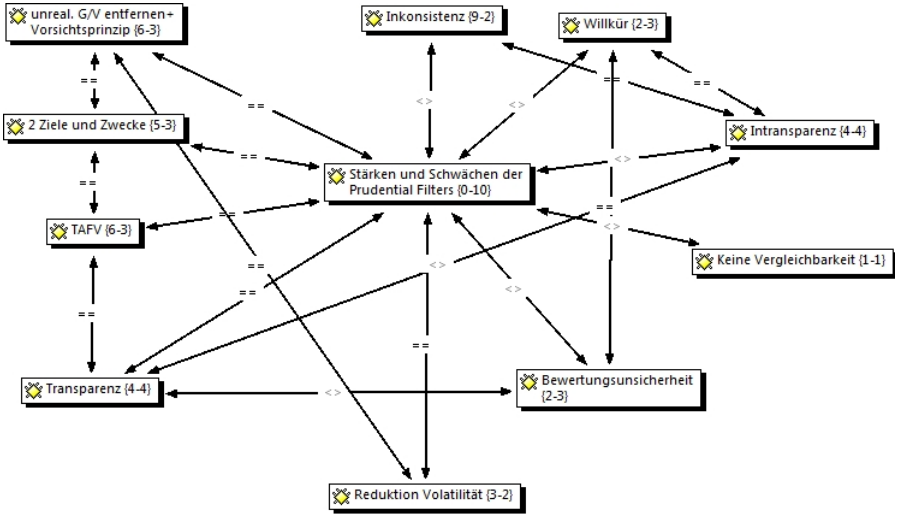 unreal. G/V entfernen+
Vorsichtsprinzip {6-3}
Inkonsistenz {9-2}
Willkür {2-3}
==
<>
<>
==
==
==
2 Ziele und Zwecke {5-3}
Intransparenz {4-4}
==
<>
Stärken und Schwächen der
Prudential Filters {0-10}
==
==
==
<>
TAFV {6-3}
Keine Vergleichbarkeit {1-1}
==
<>
==
<>
==
==
Bewertungsunsicherheit
{2-3}
Transparenz {4-4}
<>
Reduktion Volatilität {3-2}